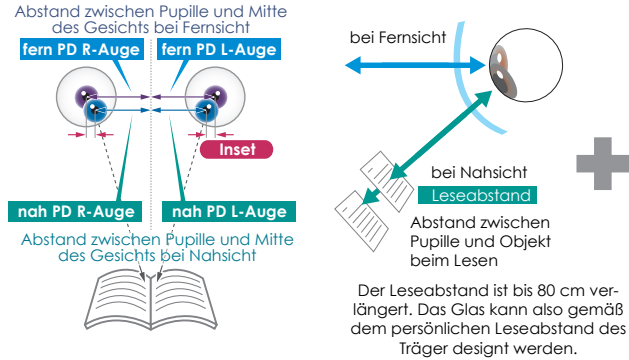 Abstand zwischen Pupille und Mitte
des Gesichts bei Fernsicht
fern PD R-Auge
fern PD L-Auge
Inset
nah PD R-Auge
nah PD L-Auge
Abstand zwischen Pupille und Mitte
des Gesichts bei Nahsicht
bei Fernsicht
bei Nahsicht
Leseabstand
Abstand zwischen
Pupille und Objekt
beim Lesen
Der Leseabstand ist bis 80 cm ver-
längert. Das Glas kann also gemäß
dem persönlichen Leseabstand des
Träger designt werden.